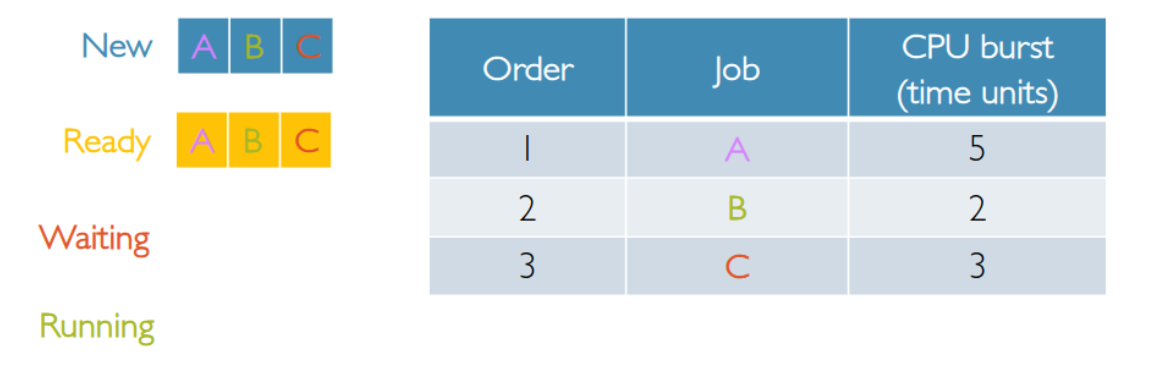 New A B C
Ready A B C
Waiting
Running
Order Job CPU burst
(time units)
1 A 5
2 B 2
3 C 3